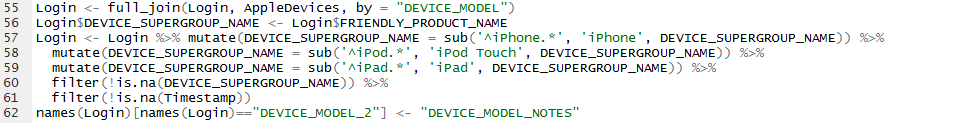 55 Login <- full_join(Login, AppleDevices, by = "DEVICE_MODEL")
56 Login$DEVICE_SUPERGROUP_NAME <- Login$FRIENDLY_PRODUCT_NAME
57 Login <- Login %>% mutate(DEVICE_SUPERGROUP_NAME = sub('^iPhone.*', 'iPhone', DEVICE_SUPERGROUP_NAME)) %>%
58   mutate(DEVICE_SUPERGROUP_NAME = sub('^iPod.*', 'iPod Touch', DEVICE_SUPERGROUP_NAME)) %>%
59   mutate(DEVICE_SUPERGROUP_NAME = sub('^iPad.*', 'iPad', DEVICE_SUPERGROUP_NAME)) %>%
60   filter(!is.na(DEVICE_SUPERGROUP_NAME)) %>%
61   filter(!is.na(Timestamp))
62 names(Login)[names(Login)=="DEVICE_MODEL_2"] <- "DEVICE_MODEL_NOTES"